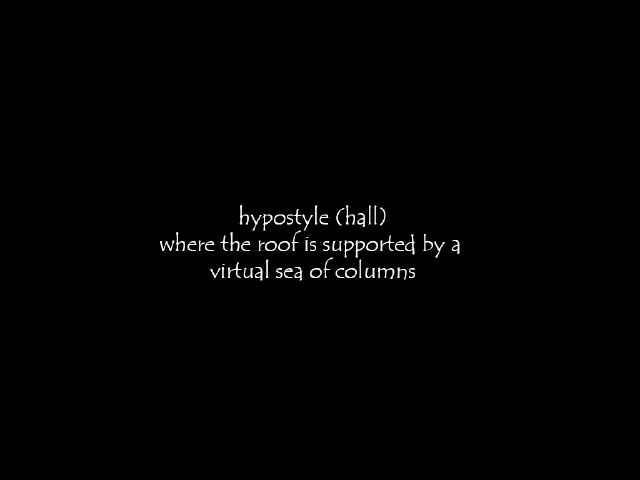 hypostyle (hall)
where the roof is supported by a
virtual sea of columns